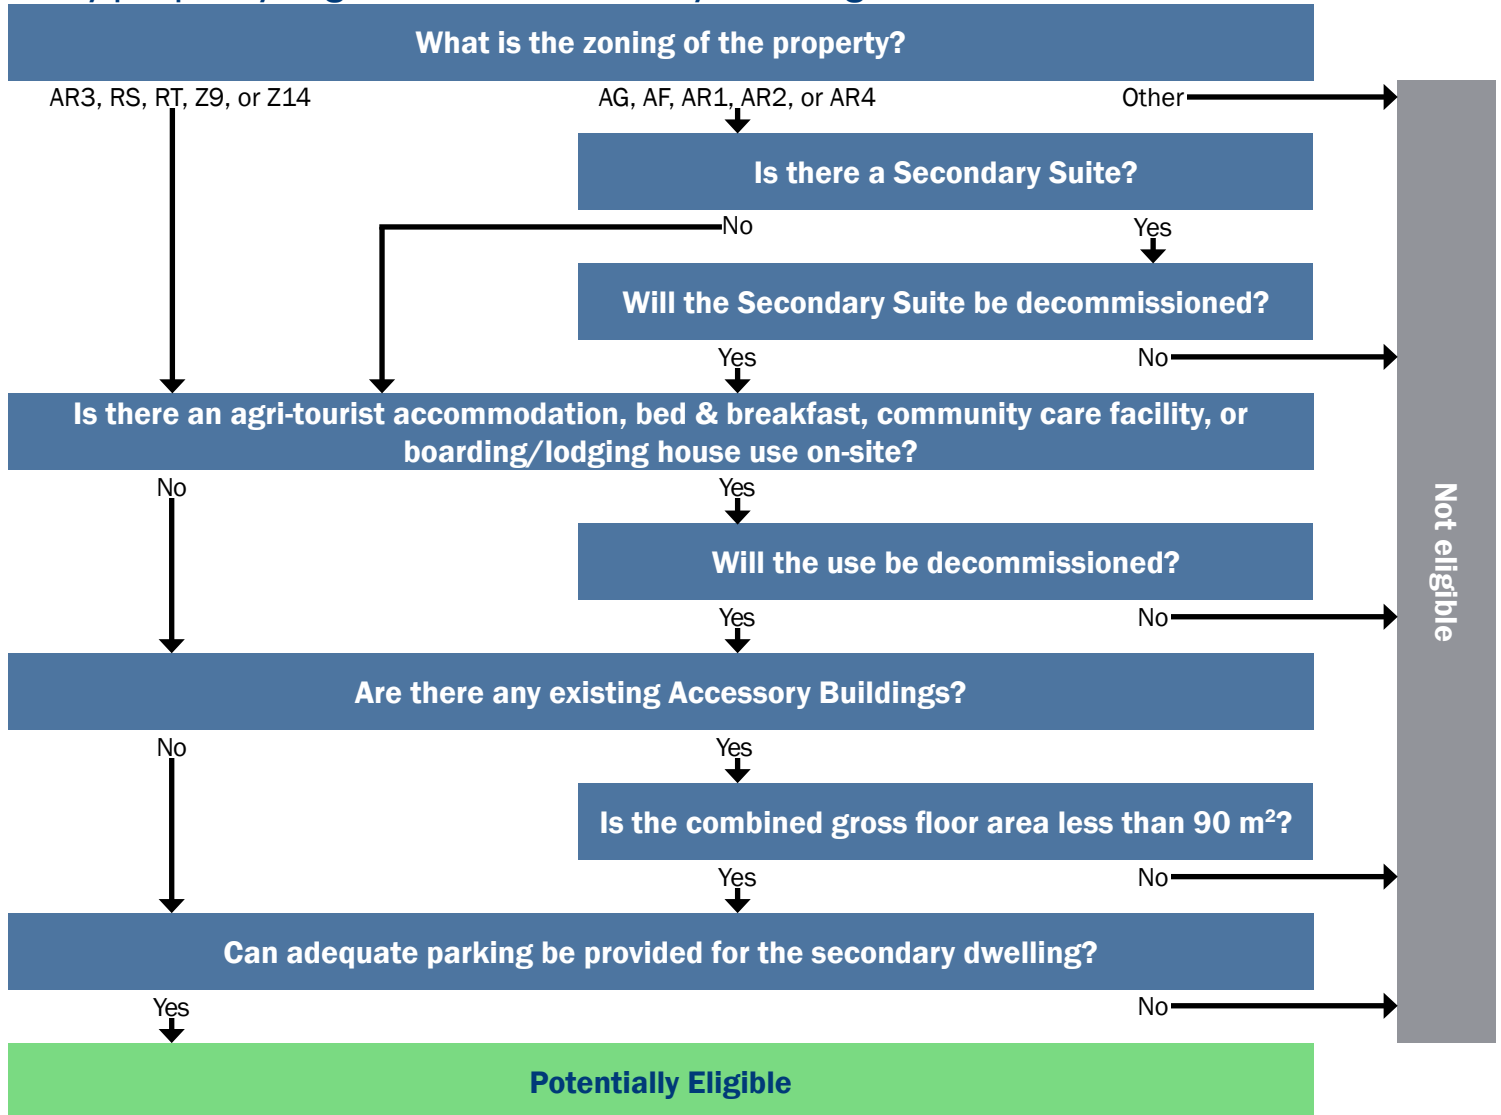 What is the zoning of the property?
AR3, RS, RT, Z9, or Z14
AG, AF, AR1, AR2, or AR4
Other
Is there a Secondary Suite?
No
Yes
Will the Secondary Suite be decommissioned?
Yes
No
Is there an agri-tourist accommodation, bed & breakfast, community care facility, or
boarding/lodging house use on-site?
No
Yes
Will the use be decommissioned?
Yes
No
Are there any existing Accessory Buildings?
No
Yes
Is the combined gross floor area less than 90 m²?
Yes
No
Can adequate parking be provided for the secondary dwelling?
Yes
No
Potentially Eligible
Not eligible